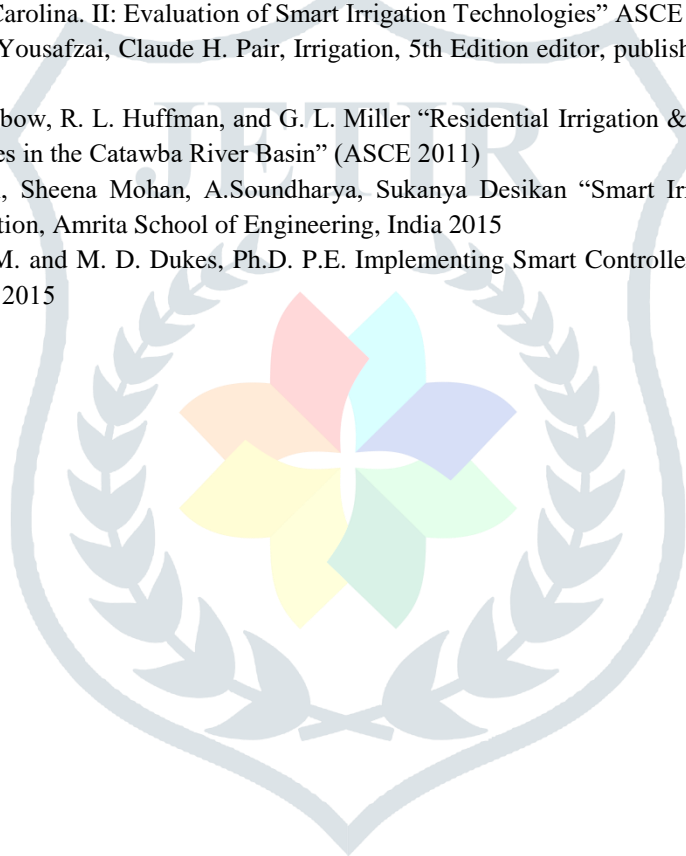 Carolina. II: Evaluation of Smart Irrigation Technologies” ASCE
Yousafzai, Claude H. Pair, Irrigation, 5th Edition editor, publish
bow, R. L. Huffman, and G. L. Miller “Residential Irrigation &
es in the Catawba River Basin” (ASCE 2011)
, Sheena Mohan, A.Soundharya, Sukanya Desikan “Smart Irr
tion, Amrita School of Engineering, India 2015
M. and M. D. Dukes, Ph.D. P.E. Implementing Smart Controlle
2015
JETIR